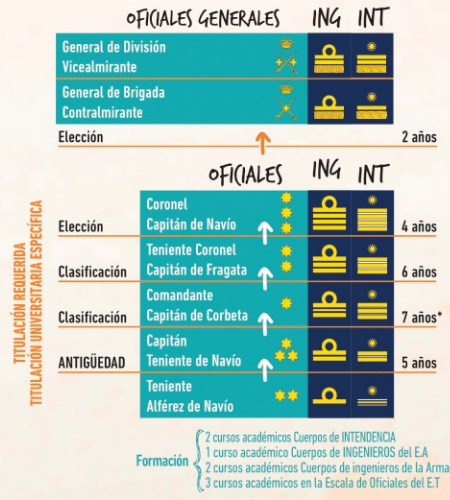 OFICIALES GENERALES ING INT
General de División
Vicealmirante
General de Brigada
Contralmirante
Elección 2 años
OFICIALES ING INT
Coronel
Capitán de Navío
Elección 4 años
Teniente Coronel
Capitán de Fragata
Clasificación 6 años
Comandante
Capitán de Corbeta
Clasificación 7 años*
Capitán
Teniente de Navío
ANTIGÜEDAD 5 años
Teniente
Alférez de Navío
TITULACIÓN REQUERIDA
TITULACIÓN UNIVERSITARIA ESPECÍFICA
Formación
2 cursos académicos Cuerpos de INTENDENCIA
1 curso académico Cuerpo de INGENIEROS del E.A
2 cursos académicos Cuerpos de ingenieros de la Arma
3 cursos académicos en la Escala de Oficiales del E.T